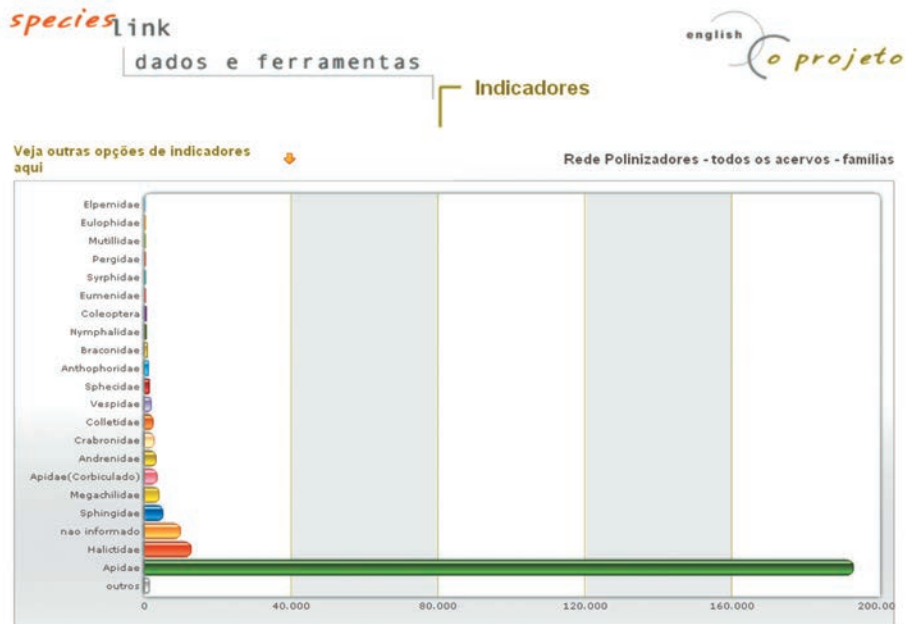 specieslink
dados e ferramentas
english
o projeto
Indicadores
Veja outras opções de indicadores
aqui
Rede Polinizadores - todos os acervos - famílias
Elpemidae
Eulophidae
Mutillidae
Pergidae
Syrphidae
Eumenidae
Coleoptera
Nymphalidae
Braconidae
Anthophoridae
Sphecidae
Vespidae
Colletidae
Crabronidae
Andrenidae
Apidae(Corbiculado)
Megachilidae
Sphingidae
nao informado
Halictidae
Apidae
outros
0 40.000 80.000 120.000 160.000 200.00